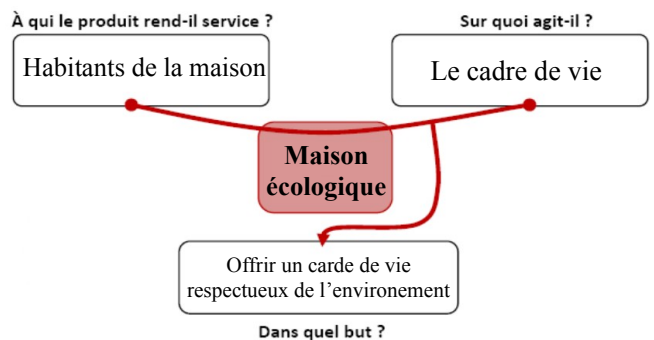 À qui le produit rend-il service ?
Sur quoi agit-il ?
Habitants de la maison
Le cadre de vie
Maison
écologique
Offrir un carde de vie
respectueux de l’environement
Dans quel but ?